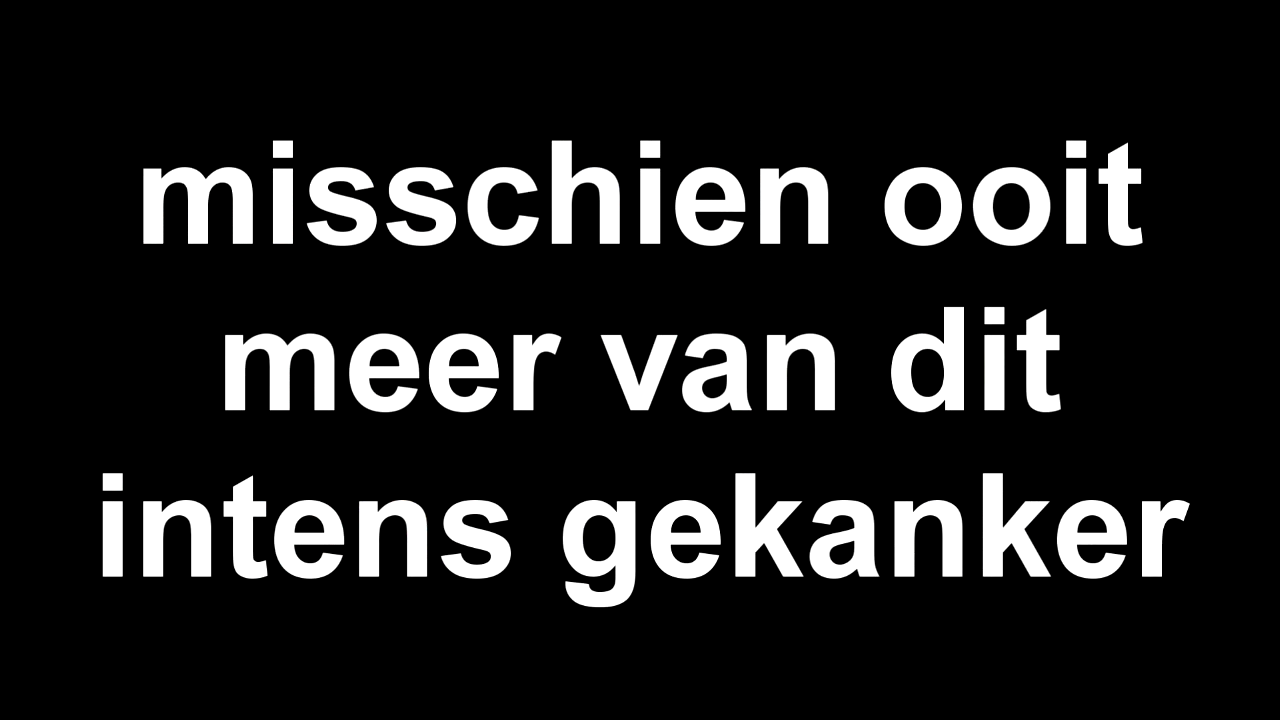 misschien ooit
meer van dit
intens gekanker